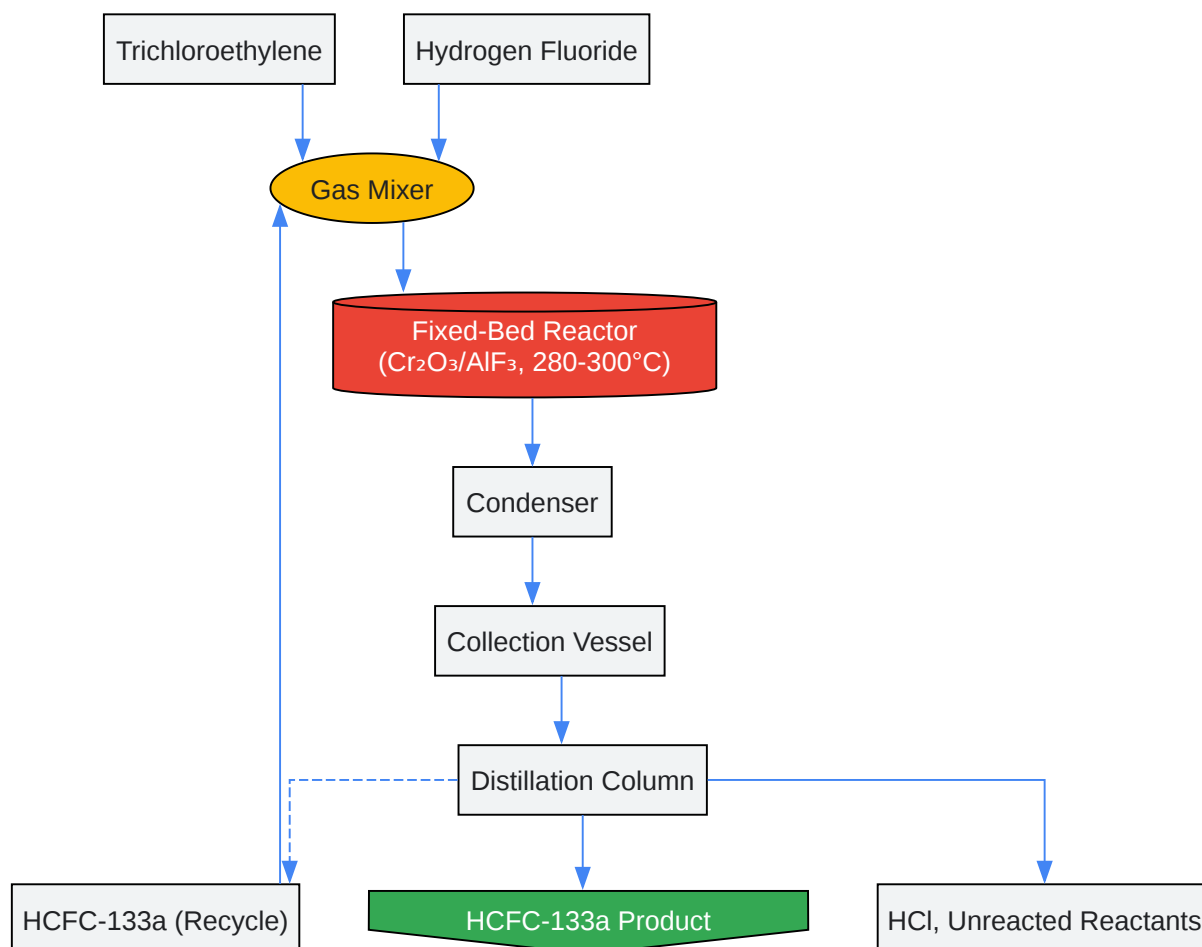 Trichloroethylene
Hydrogen Fluoride
Gas Mixer
Fixed-Bed Reactor
(Cr₂O₃/AlF₃, 280-300°C)
Condenser
Collection Vessel
Distillation Column
HCFC-133a (Recycle)
HCFC-133a Product
HCl, Unreacted Reactants